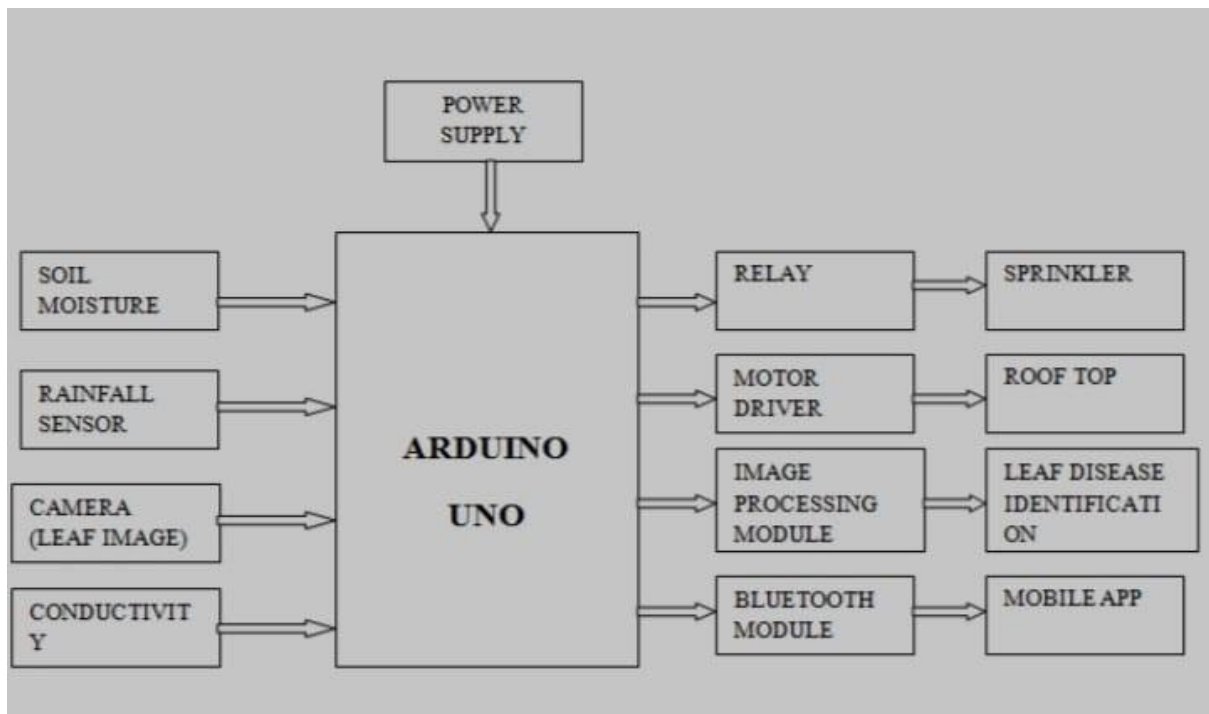 POWER
SUPPLY
SOIL
MOISTURE
RAINFALL
SENSOR
CAMERA
(LEAF IMAGE)
CONDUCTIVIT
Y
ARDUINO
UNO
RELAY
SPRINKLER
MOTOR
DRIVER
ROOF TOP
IMAGE
PROCESSING
MODULE
LEAF DISEASE
IDENTIFICATI
ON
BLUETOOTH
MODULE
MOBILE APP